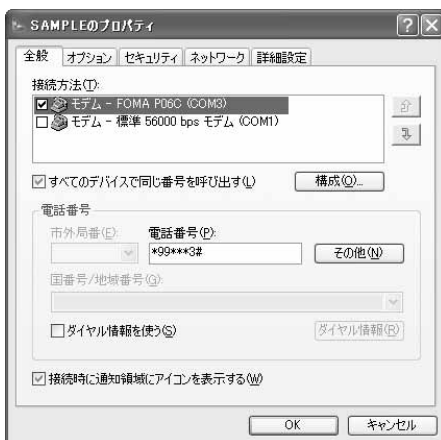 SAMPLEのプロパティ
全般 オプション セキュリティ ネットワーク 詳細設定
接続方法(T):
モデム - FOMA P06C (COM3)
モデム - 標準 56000 bps モデム (COM1)
すべてのデバイスで同じ番号を呼び出す(L) 構成(O)...
電話番号
市外局番(E): 電話番号(P):
*99***3# その他(N)
国番号/地域番号(G):
ダイヤル情報を使う(S) ダイヤル情報(R)
接続時に通知領域にアイコンを表示する(W)
OK キャンセル